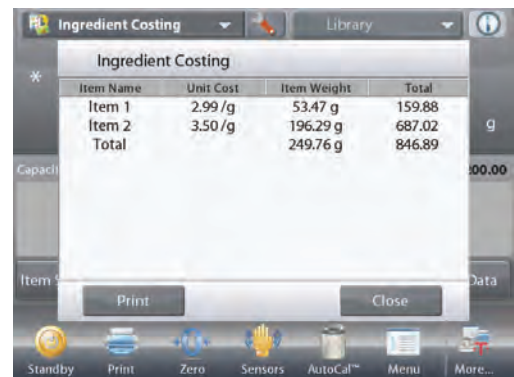 Ingredient Costing Library
Ingredient Costing
*
Item Name Unit Cost Item Weight Total
Item 1 2.99 /g 53.47 g 159.88
Item 2 3.50 /g 196.29 g 687.02
Total 249.76 g 846.89
g
Capacit 00.00
Item Data
Print Close
Standby Print Zero Sensors AutoCal™ Menu More...